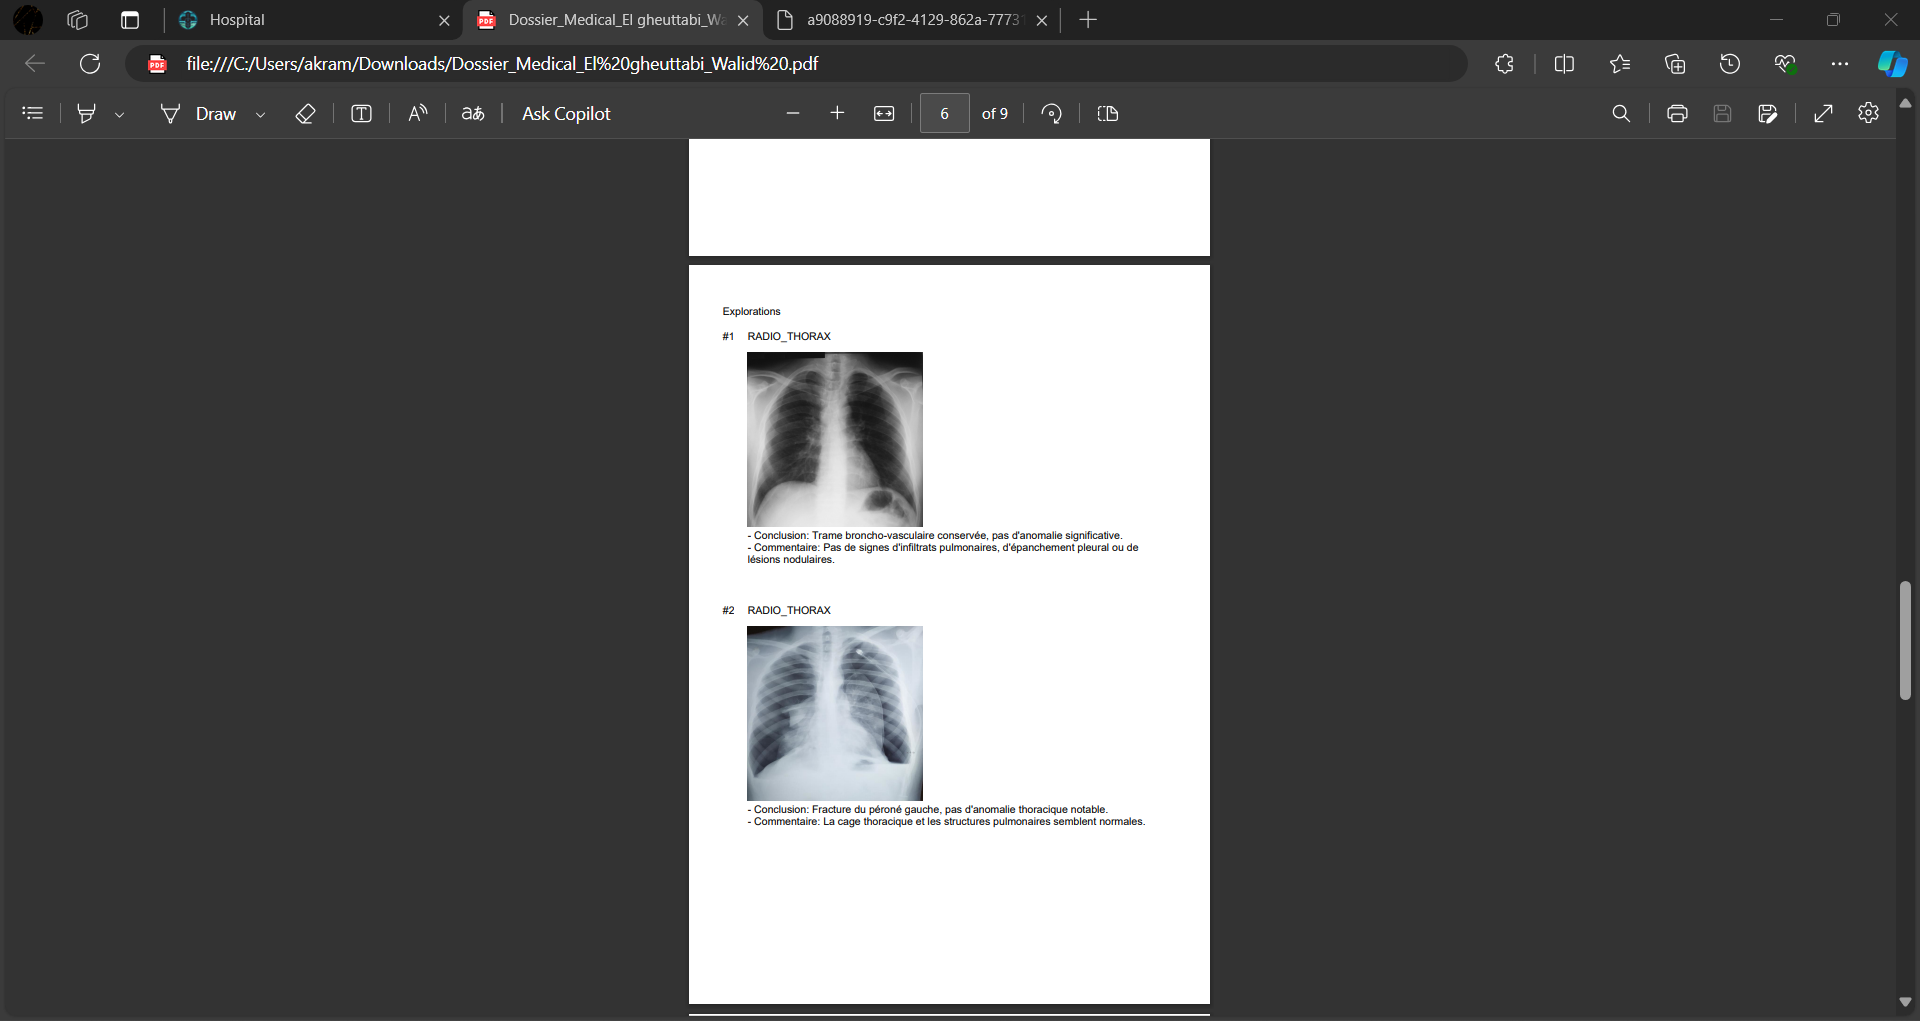 Hospital
Dossier_Medical_El gheuttabi_Wa
a9088919-c9f2-4129-862a-7773
file:///C:/Users/akram/Downloads/Dossier_Medical_El%20gheuttabi_Walid%20.pdf
Draw
aあ
Ask Copilot
6 of 9
Explorations
#1 RADIO_THORAX
- Conclusion: Trame broncho-vasculaire conservée, pas d'anomalie significative.
- Commentaire: Pas de signes d'infiltrats pulmonaires, d'épanchement pleural ou de
lésions nodulaires.
#2 RADIO_THORAX
- Conclusion: Fracture du péroné gauche, pas d'anomalie thoracique notable.
- Commentaire: La cage thoracique et les structures pulmonaires semblent normales.